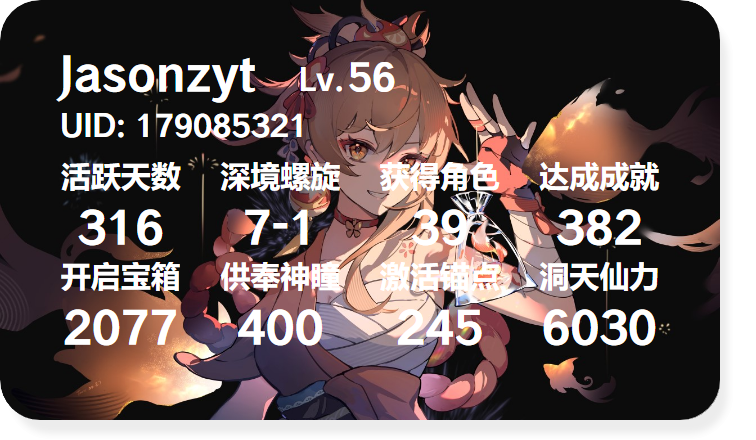 Jasonzyt Lv.56
UID: 179085321
活跃天数 深境螺旋 获得角色 达成成就
316 7-1 39 382
开启宝箱 供奉神瞳 激活锚点 洞天仙力
2077 400 245 6030